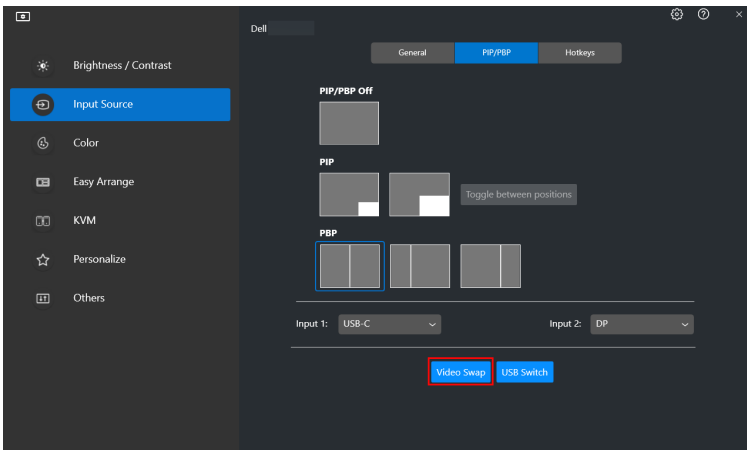 Dell
General PIP/PBP Hotkeys
Brightness / Contrast
Input Source
Color
Easy Arrange
KVM
Personalize
Others
PIP/PBP Off
PIP
Toggle between positions
PBP
Input 1: USB-C Input 2: DP
Video Swap USB Switch